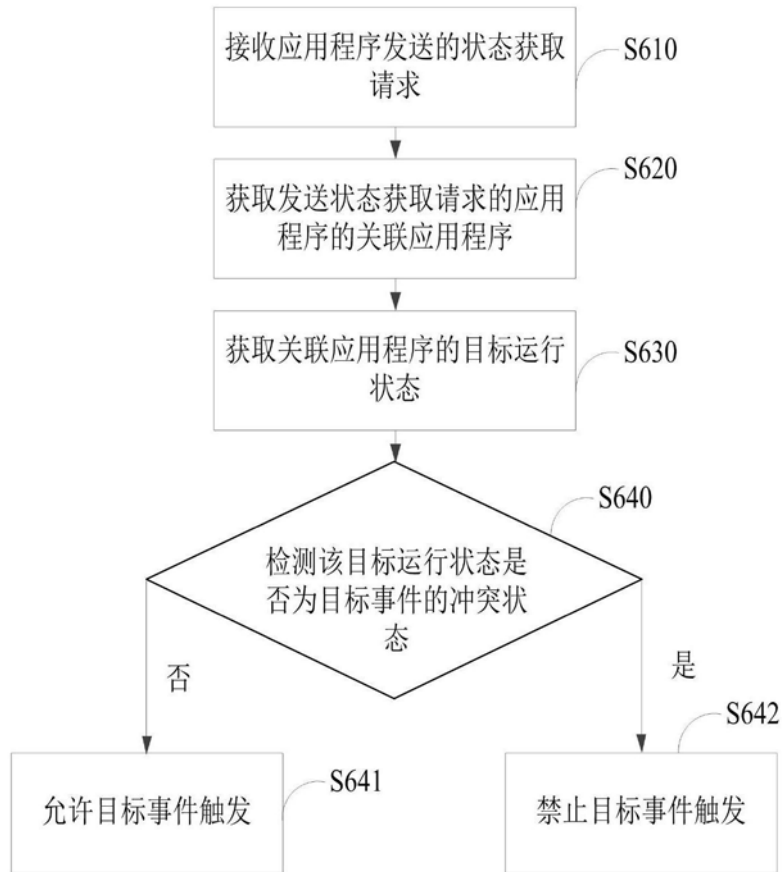 接收应用程序发送的状态获取
请求
S610
获取发送状态获取请求的应用
程序的关联应用程序
S620
获取关联应用程序的目标运行
状态
S630
检测该目标运行状态是
否为目标事件的冲突状
态
S640
否
是
允许目标事件触发
S641
禁止目标事件触发
S642